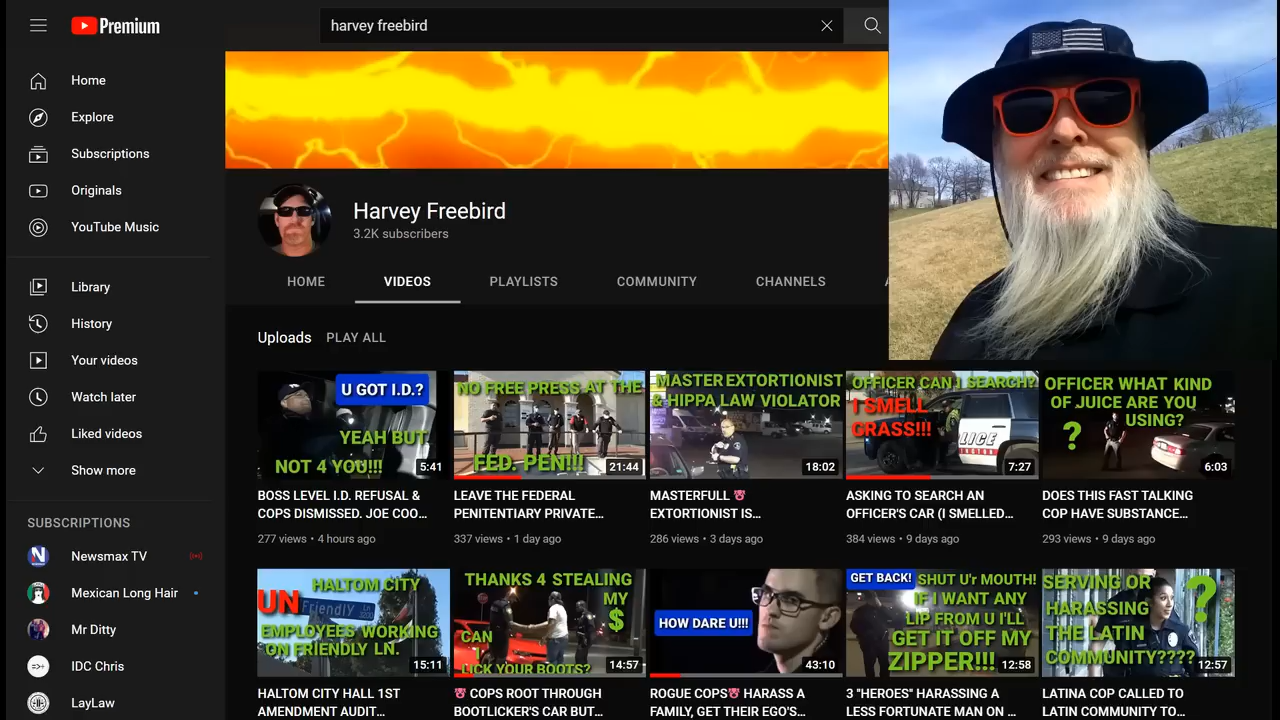 Premium
harvey freebird
Home
Explore
Subscriptions
Originals
YouTube Music
Library
History
Your videos
Watch later
Liked videos
Show more
SUBSCRIPTIONS
Newsmax TV
Mexican Long Hair
Mr Ditty
IDC Chris
LayLaw
Harvey Freebird
3.2K subscribers
HOME VIDEOS PLAYLISTS COMMUNITY CHANNELS
Uploads PLAY ALL
U GOT I.D.?
YEAH BUT
NOT 4 YOU!!!
5:41
BOSS LEVEL I.D. REFUSAL &
COPS DISMISSED. JOE COO...
277 views • 4 hours ago
NO FREE PRESS AT THE
FED. PEN!!!
21:44
LEAVE THE FEDERAL
PENITENTIARY PRIVATE...
337 views • 1 day ago
MASTER EXTORTIONIST
& HIPPA LAW VIOLATOR
18:02
MASTERFULL 🐷
EXTORTIONIST IS...
286 views • 3 days ago
OFFICER CAN I SEARCH?
I SMELL
GRASS!!!
LICE
7:27
ASKING TO SEARCH AN
OFFICER'S CAR (I SMELLED...
384 views • 9 days ago
OFFICER WHAT KIND
OF JUICE ARE YOU
USING?
?
6:03
DOES THIS FAST TALKING
COP HAVE SUBSTANCE...
293 views • 9 days ago
HALTOM CITY
UN Friendly Ln
EMPLOYEES WORKING
ON FRIENDLY LN.
15:11
HALTOM CITY HALL 1ST
AMENDMENT AUDIT...
THANKS 4 STEALING
MY
$
CAN
I
LICK YOUR BOOTS?
14:57
🐷 COPS ROOT THROUGH
BOOTLICKER'S CAR BUT...
HOW DARE U!!!
43:10
ROGUE COPS🐷 HARASS A
FAMILY, GET THEIR EGO'S...
GET BACK! SHUT U'r MOUTH!
IF I WANT ANY
LIP FROM U I'LL
GET IT OFF MY
ZIPPER!!!
12:58
3 "HEROES" HARASSING A
LESS FORTUNATE MAN ON ...
SERVING OR
HARASSING
THE LATIN
COMMUNITY????
?
12:57
LATINA COP CALLED TO
LATIN COMMUNITY TO...